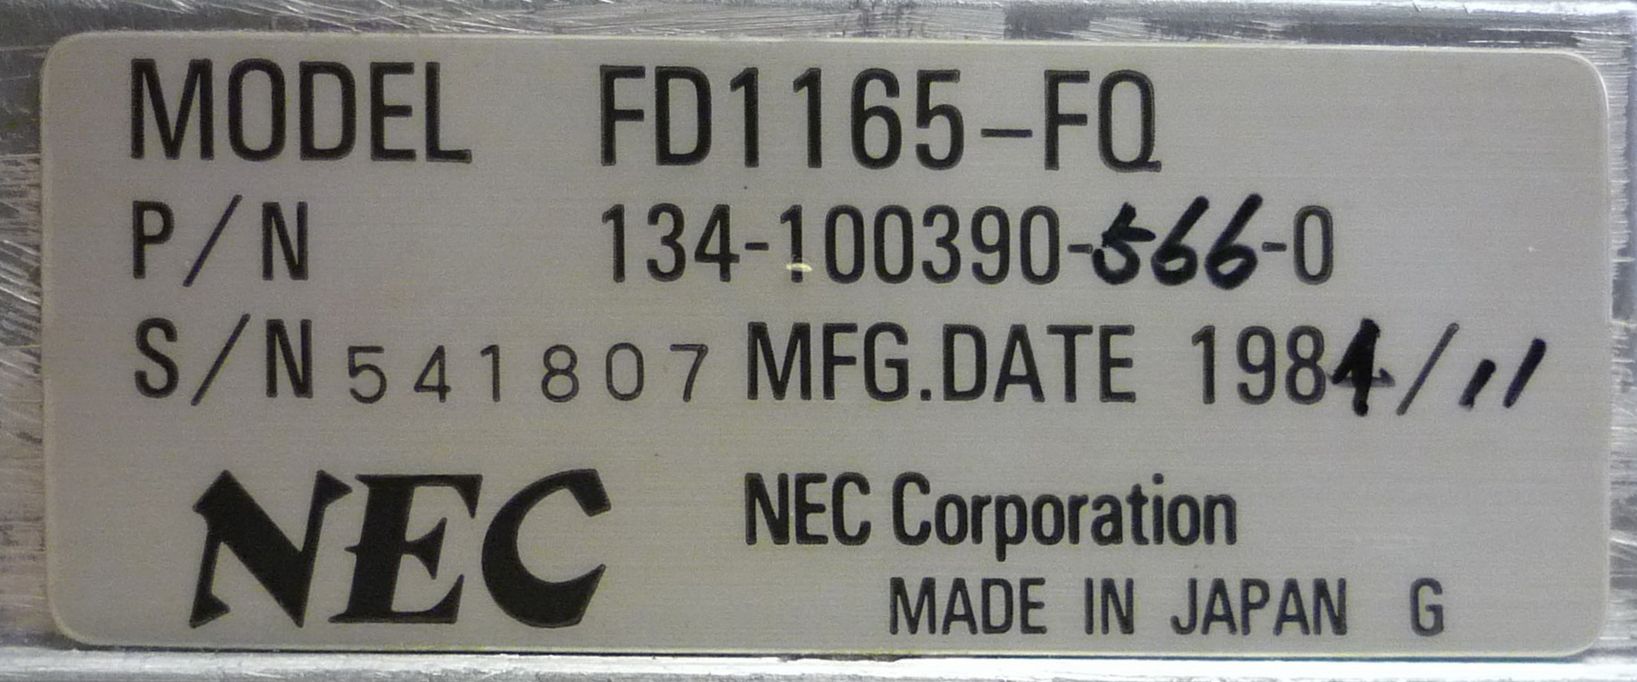 MODEL FD1165-FQ
P/N 134-100390-566-0
S/N 541807 MFG.DATE 1984/11
NEC NEC Corporation
MADE IN JAPAN G